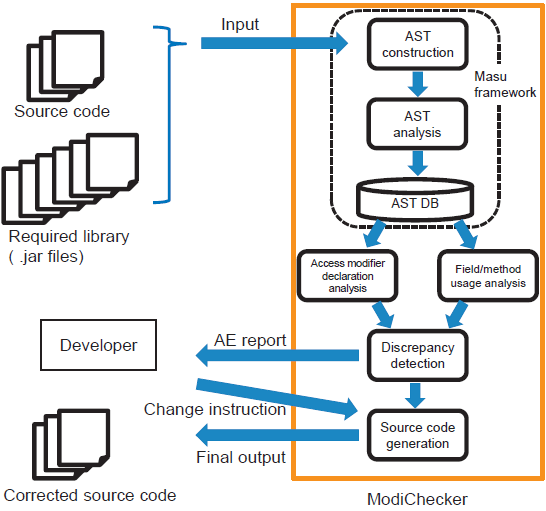 Input
Source code
Required library
( .jar files)
AST
construction
Masu
framework
AST
analysis
AST DB
Access modifier
declaration
analysis
Field/method
usage analysis
Developer
AE report
Discrepancy
detection
Change instruction
Source code
generation
Final output
Corrected source code
ModiChecker